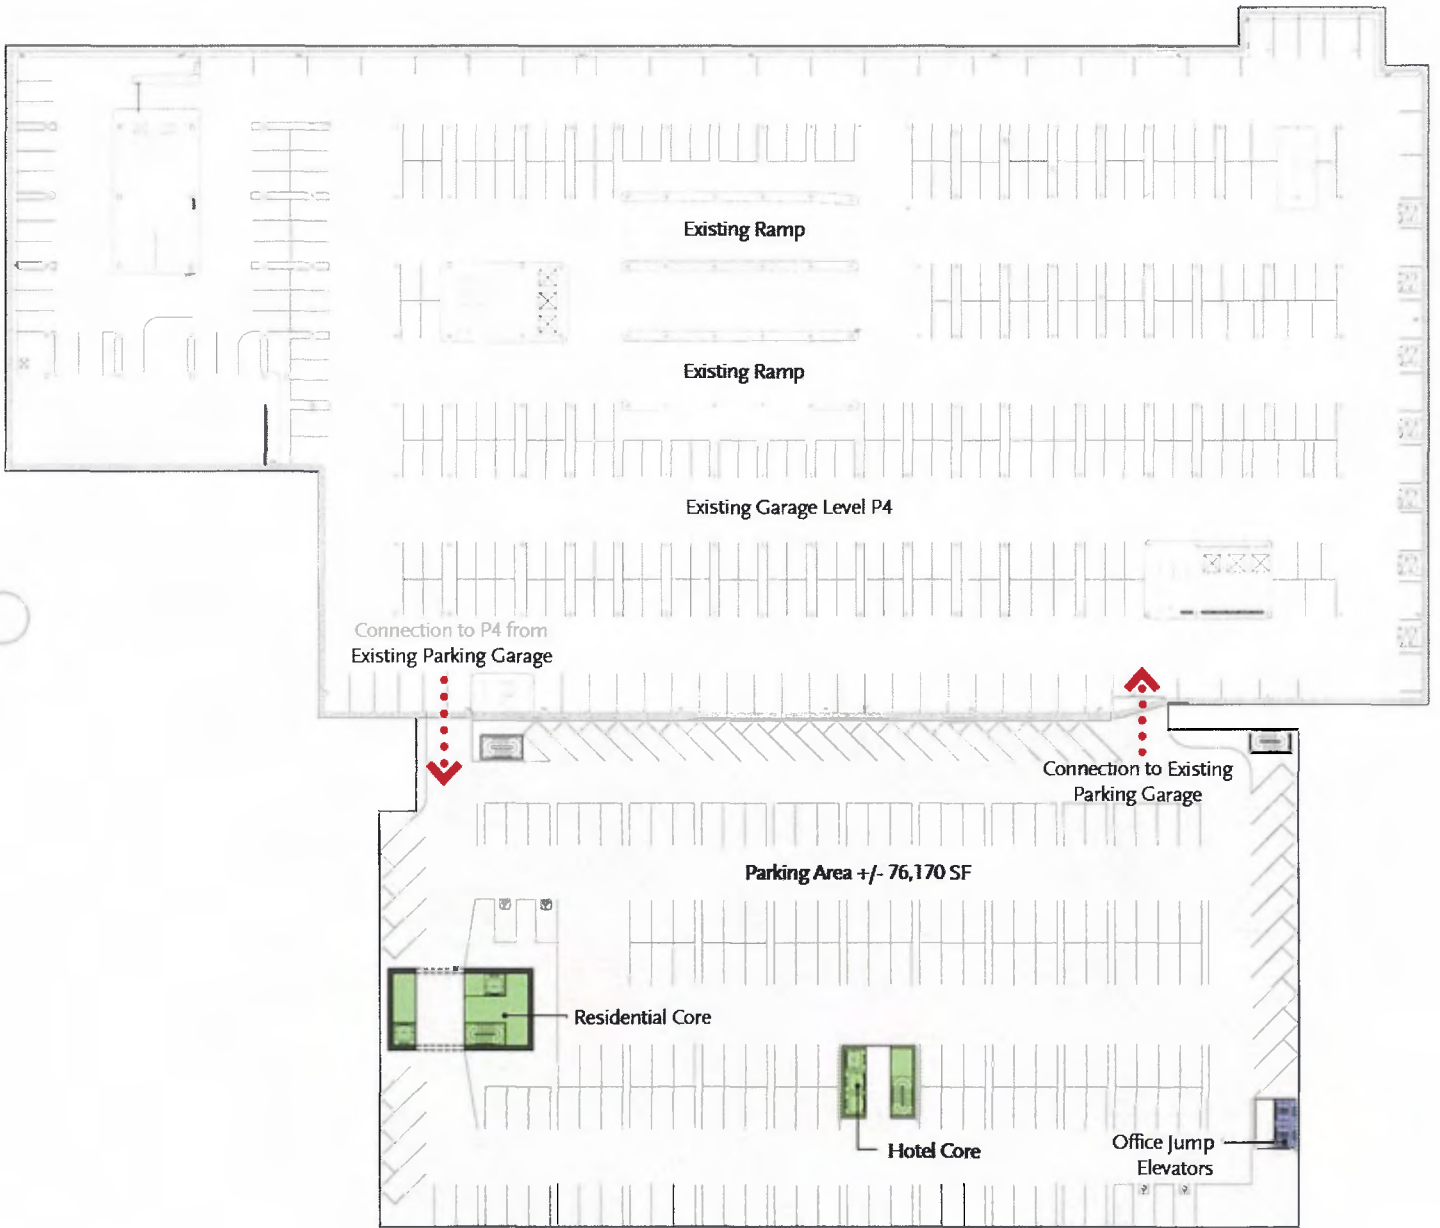 Existing Ramp
Existing Ramp
Existing Garage Level P4
Connection to P4 from
Existing Parking Garage
Connection to Existing
Parking Garage
Parking Area +/- 76,170 SF
Residential Core
Hotel Core
Office Jump
Elevators